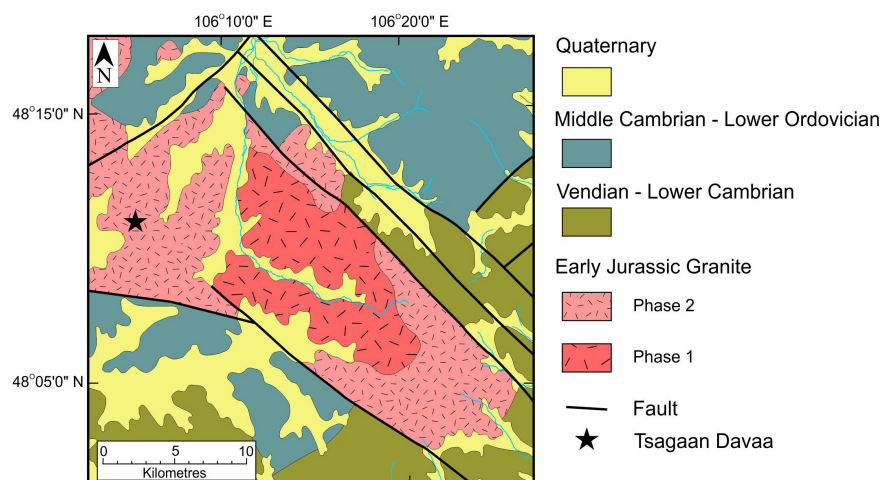 106°10'0" E
106°20'0" E
N
48°15'0" N
48°05'0" N
0
5
10
Kilometres
Quaternary
Middle Cambrian - Lower Ordovician
Vendian - Lower Cambrian
Early Jurassic Granite
Phase 2
Phase 1
Fault
Tsagaan Davaa